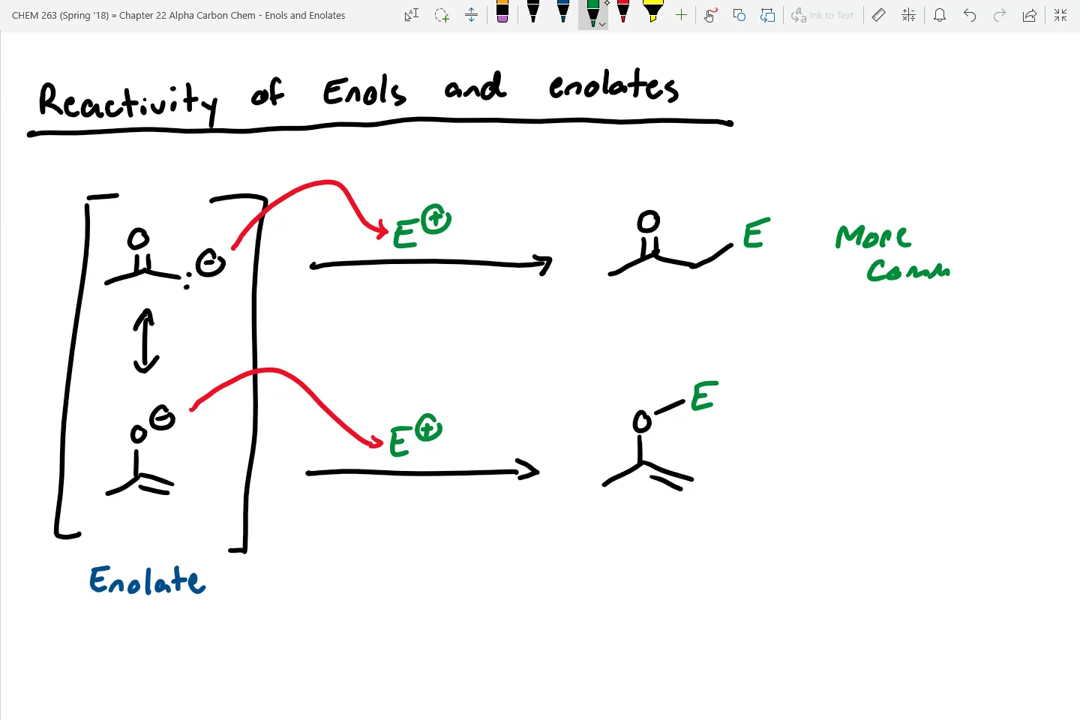 CHEM 263 (Spring '18) » Chapter 22 Alpha Carbon Chem - Enols and Enolates
Ink to Text
Reactivity of Enols and enolates
E⊕
O
E
More
Comm
O
:⊖
O⊖
E⊕
O-E
Enolate